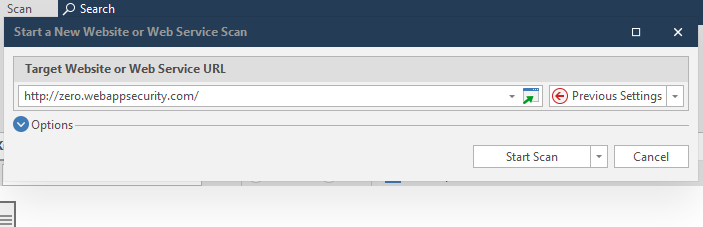 Scan
Search
Start a New Website or Web Service Scan
Target Website or Web Service URL
http://zero.webappsecurity.com/
Previous Settings
Options
Start Scan
Cancel